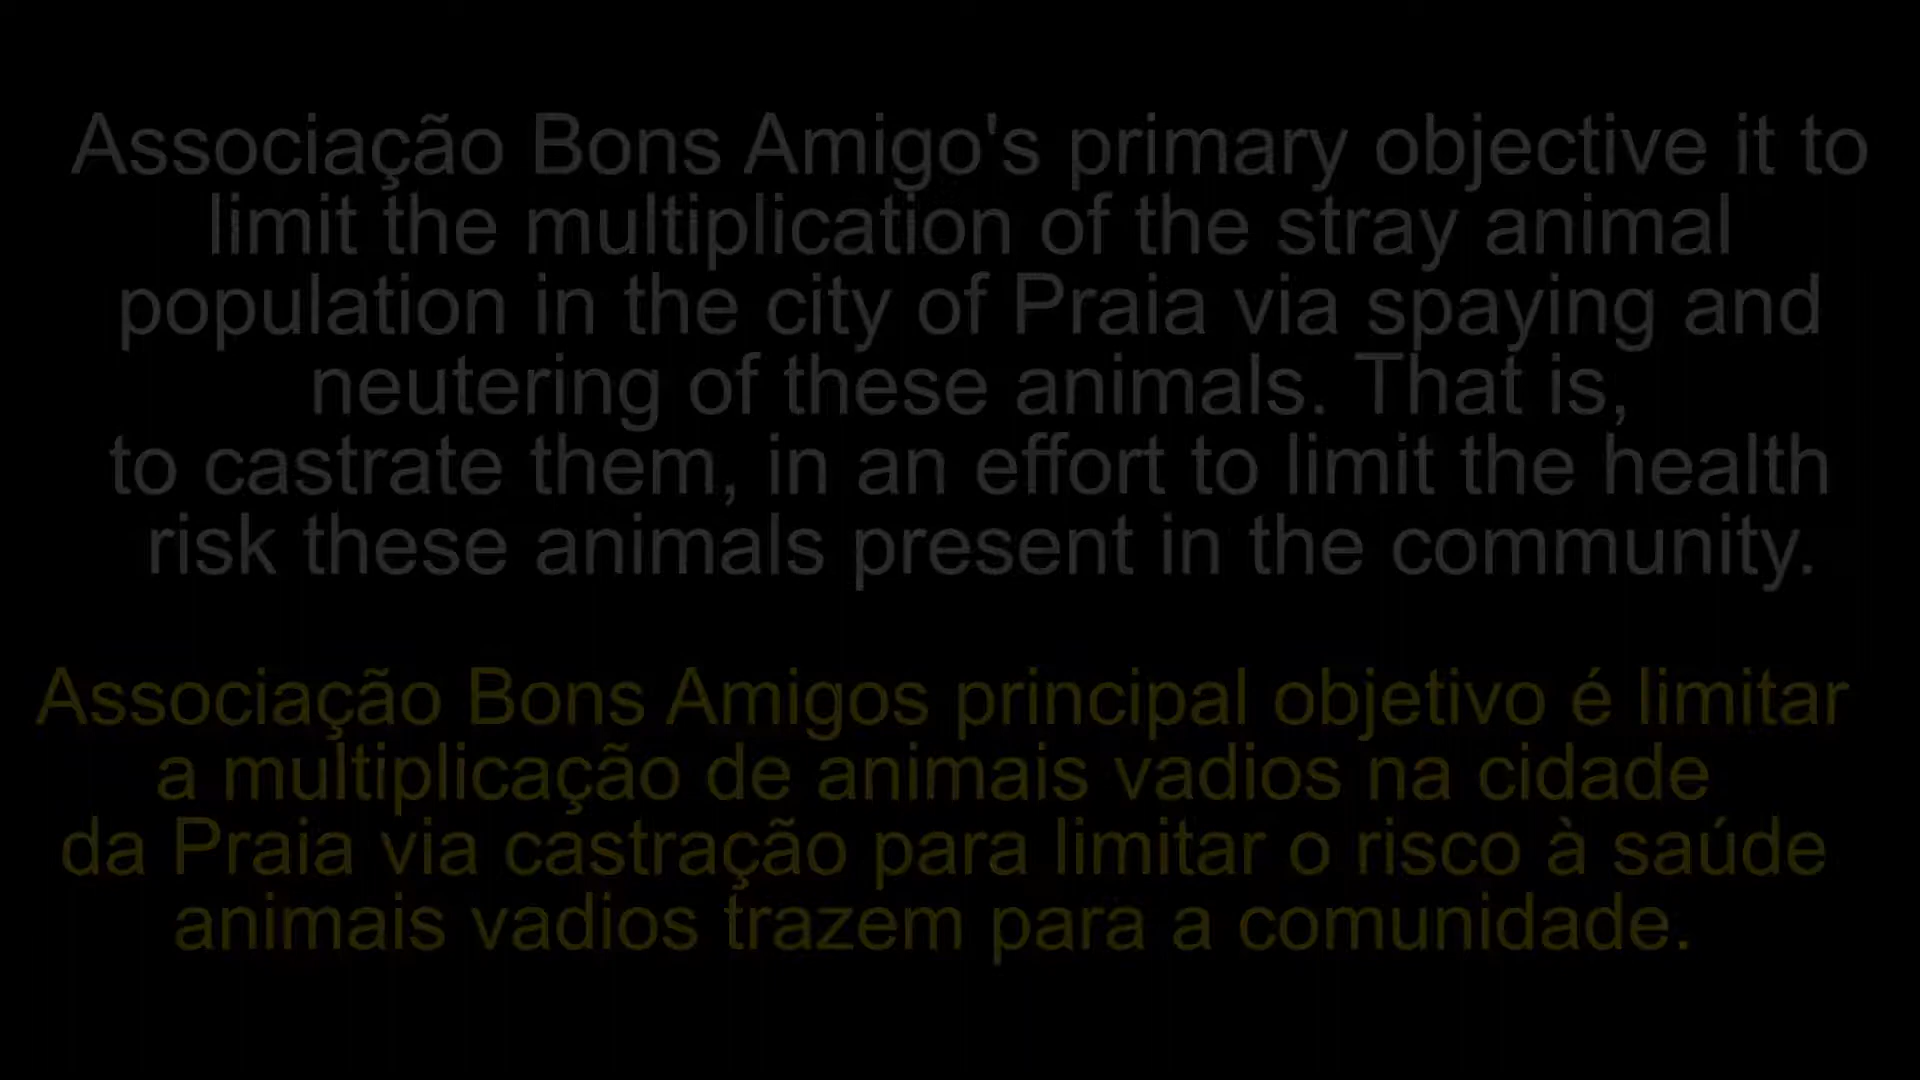 Associação Bons Amigo's primary objective it to
limit the multiplication of the stray animal
population in the city of Praia via spaying and
neutering of these animals. That is,
to castrate them, in an effort to limit the health
risk these animals present in the community.
Associação Bons Amigos principal objetivo é limitar
a multiplicação de animais vadios na cidade
da Praia via castração para limitar o risco à saúde
animais vadios trazem para a comunidade.